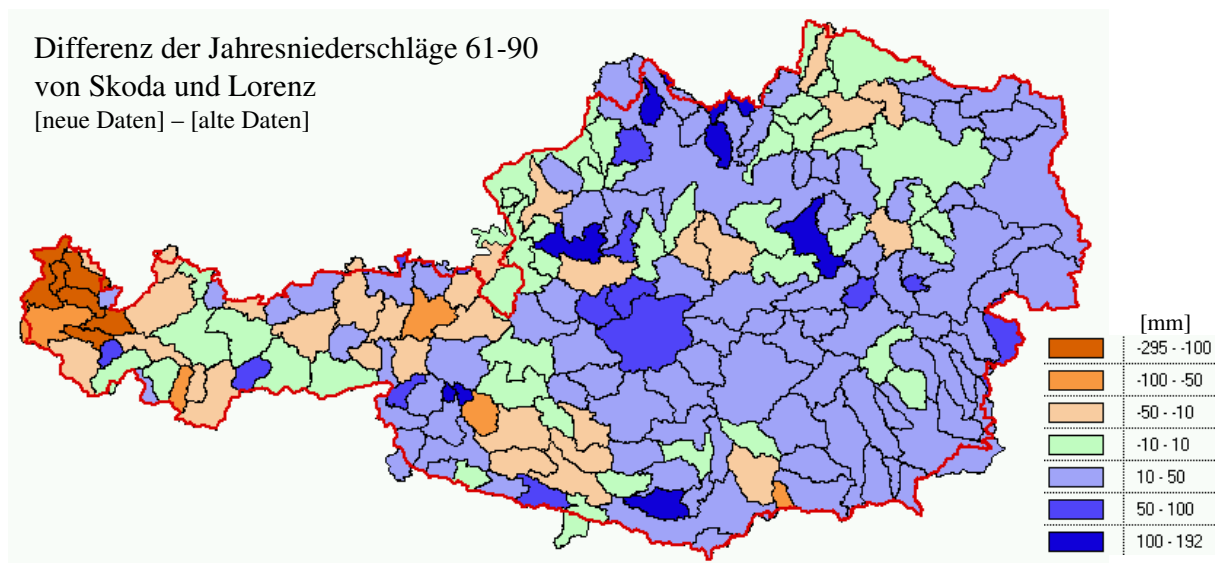 Differenz der Jahresniederschläge 61-90
von Skoda und Lorenz
[neue Daten] – [alte Daten]
[mm]
-295 - -100
-100 - -50
-50 - -10
-10 - 10
10 - 50
50 - 100
100 - 192